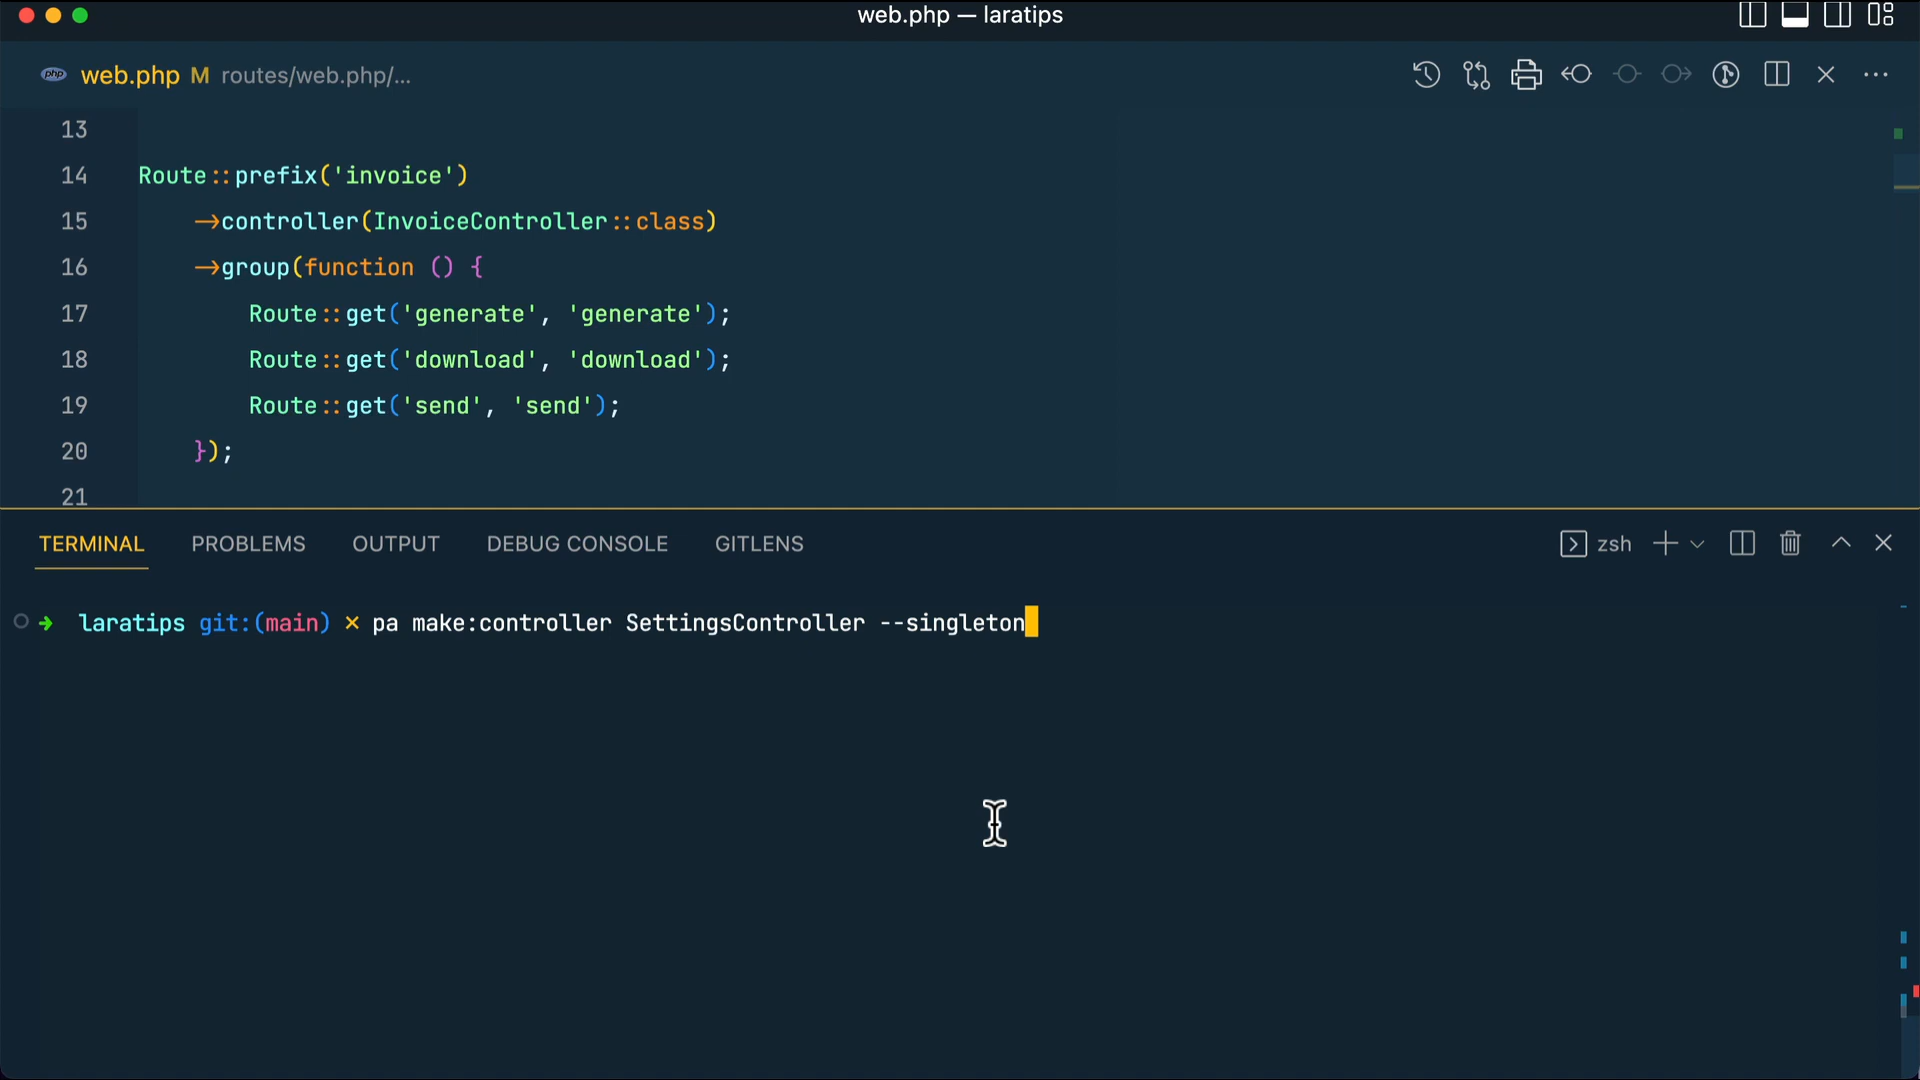 web.php — laratips
php web.php M routes/web.php/...
13
14 Route::prefix('invoice')
15 ->controller(InvoiceController::class)
16 ->group(function () {
17 Route::get('generate', 'generate');
18 Route::get('download', 'download');
19 Route::get('send', 'send');
20 });
21
TERMINAL PROBLEMS OUTPUT DEBUG CONSOLE GITLENS zsh
➜ laratips git:(main) ✗ pa make:controller SettingsController --singleton